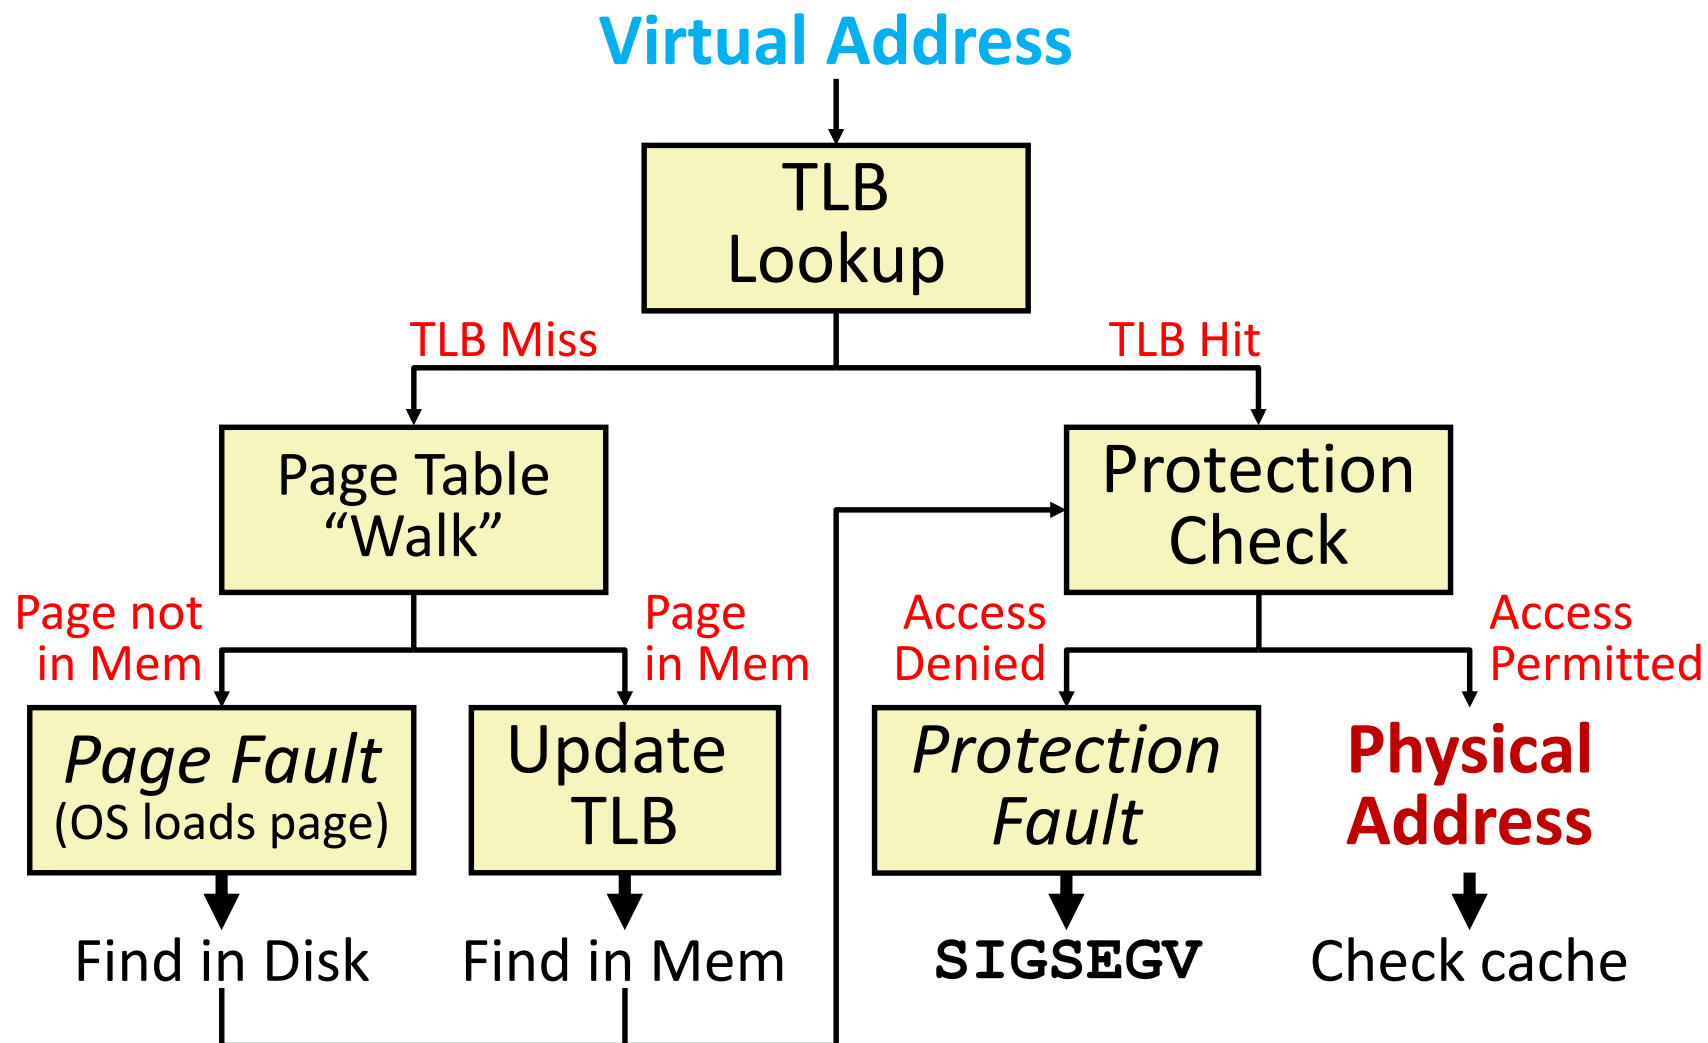 Virtual Address
TLB
Lookup
TLB Miss
TLB Hit
Page Table
“Walk”
Protection
Check
Page not
in Mem
Page
in Mem
Access
Denied
Access
Permitted
Page Fault
(OS loads page)
Update
TLB
Protection
Fault
Physical
Address
Find in Disk
Find in Mem
SIGSEGV
Check cache